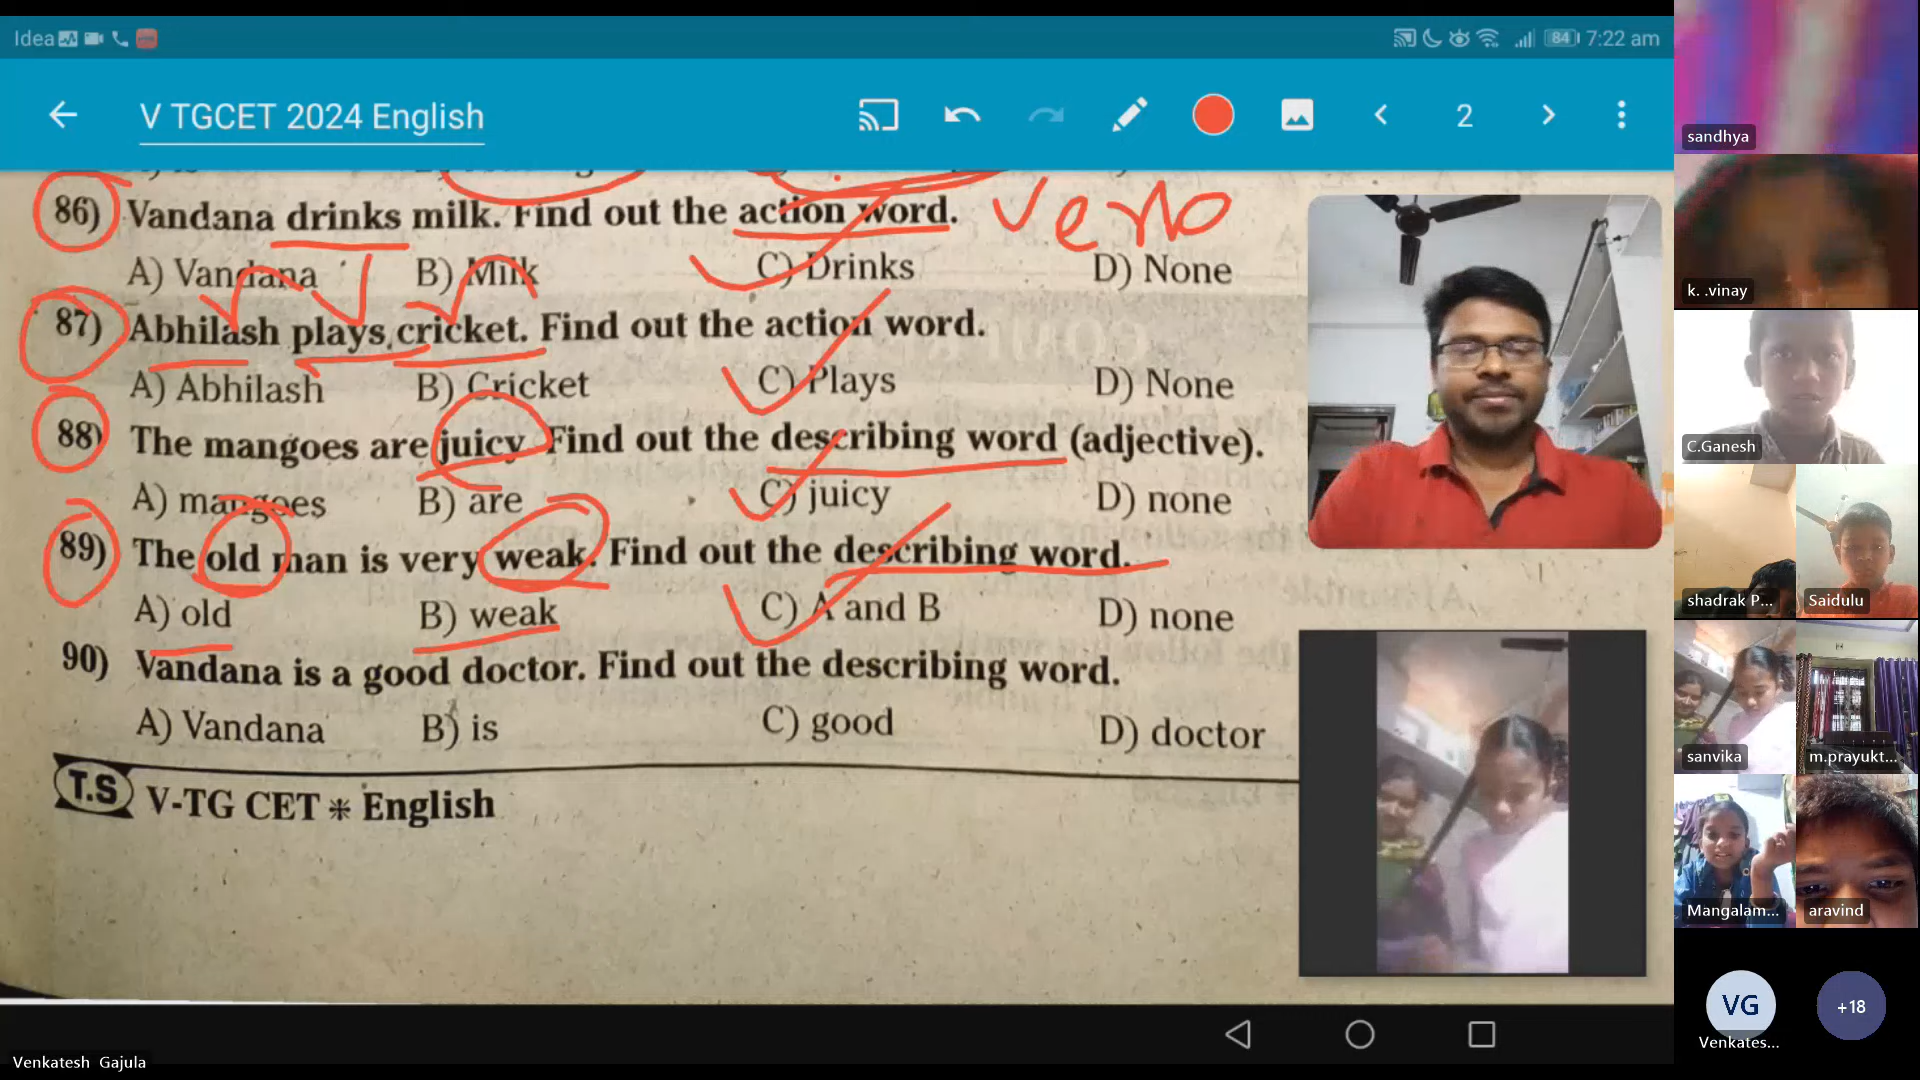 Idea 84 7:22 am
V TGCET 2024 English 2
86) Vandana drinks milk. Find out the action word. verb
A) Vandana B) Milk C) Drinks D) None
87) Abhilash plays cricket. Find out the action word.
A) Abhilash B) Cricket C) Plays D) None
88) The mangoes are juicy Find out the describing word (adjective).
A) mangoes B) are C) juicy D) none
89) The old man is very weak. Find out the describing word.
A) old B) weak C) A and B D) none
90) Vandana is a good doctor. Find out the describing word.
A) Vandana B) is C) good D) doctor
T.S V-TG CET * English
Venkatesh Gajula
sandhya
k. .vinay
C.Ganesh
shadrak P... Saidulu
sanvika m.prayukt...
Mangalam... aravind
VG +18
Venkates...